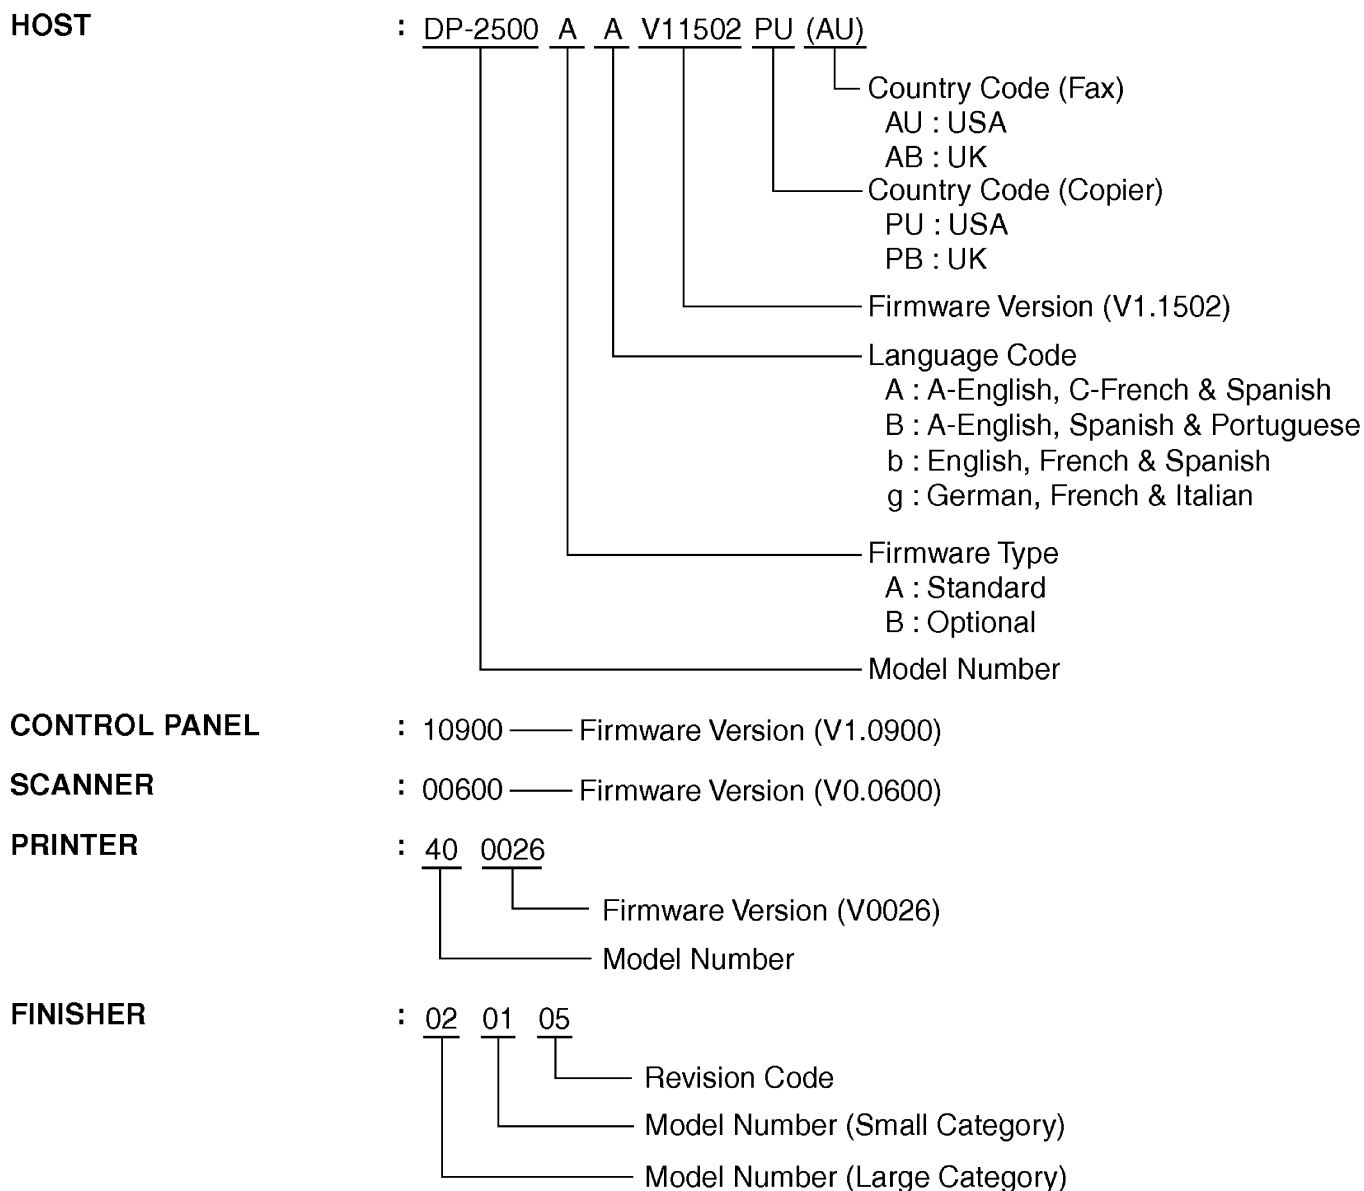 HOST : DP-2500 A A V11502 PU (AU)
Country Code (Fax)
AU : USA
AB : UK
Country Code (Copier)
PU : USA
PB : UK
Firmware Version (V1.1502)
Language Code
A : A-English, C-French & Spanish
B : A-English, Spanish & Portuguese
b : English, French & Spanish
g : German, French & Italian
Firmware Type
A : Standard
B : Optional
Model Number
CONTROL PANEL : 10900 Firmware Version (V1.0900)
SCANNER : 00600 Firmware Version (V0.0600)
PRINTER : 40 0026
Firmware Version (V0026)
Model Number
FINISHER : 02 01 05
Revision Code
Model Number (Small Category)
Model Number (Large Category)